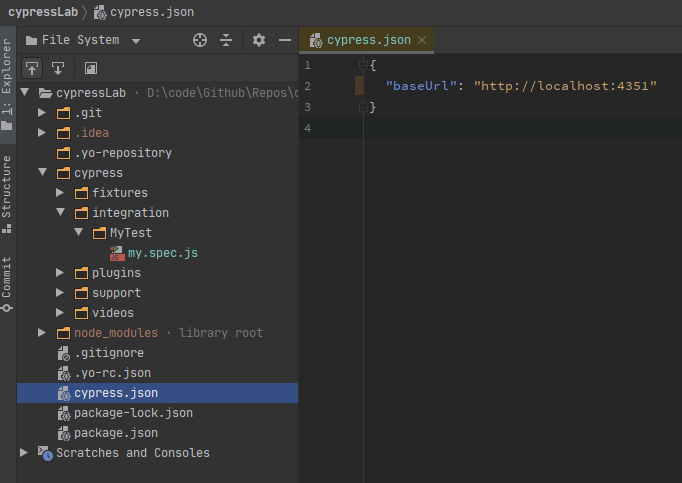 cypressLab cypress.json
File System
cypress.json
1: Explorer
Structure
Commit
cypressLab · D:\code\Github\Repos\
.git
.idea
.yo-repository
cypress
fixtures
integration
MyTest
JS my.spec.js
plugins
support
videos
node_modules · library root
.gitignore
.yo-rc.json
cypress.json
package-lock.json
package.json
Scratches and Consoles
1 {
2 "baseUrl": "http://localhost:4351"
3 }
4